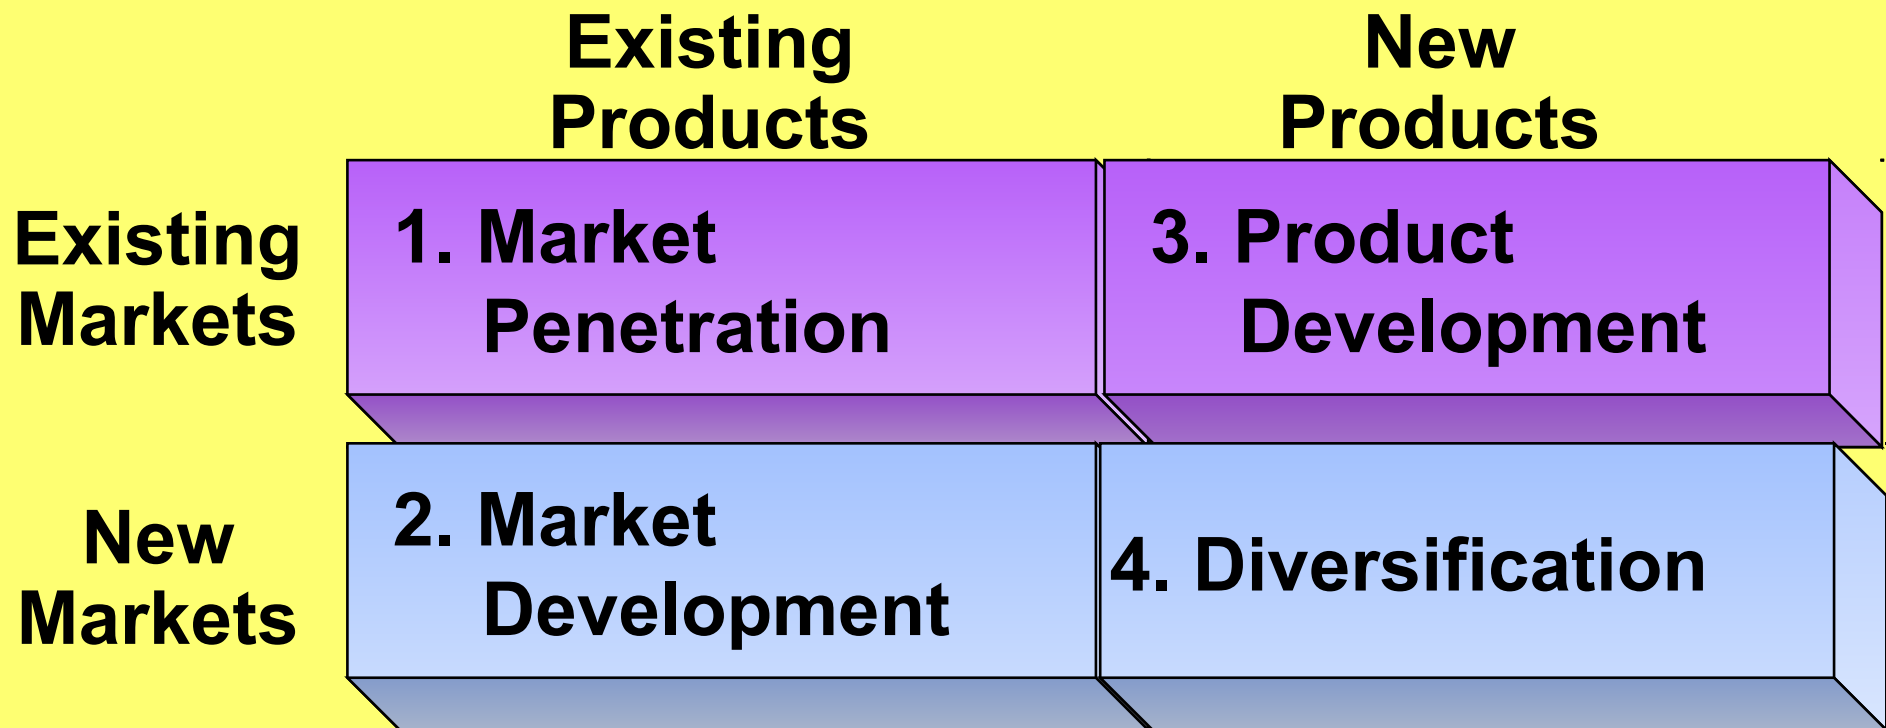 Existing
Products
New
Products
Existing
Markets
1. Market
Penetration
3. Product
Development
New
Markets
2. Market
Development
4. Diversification